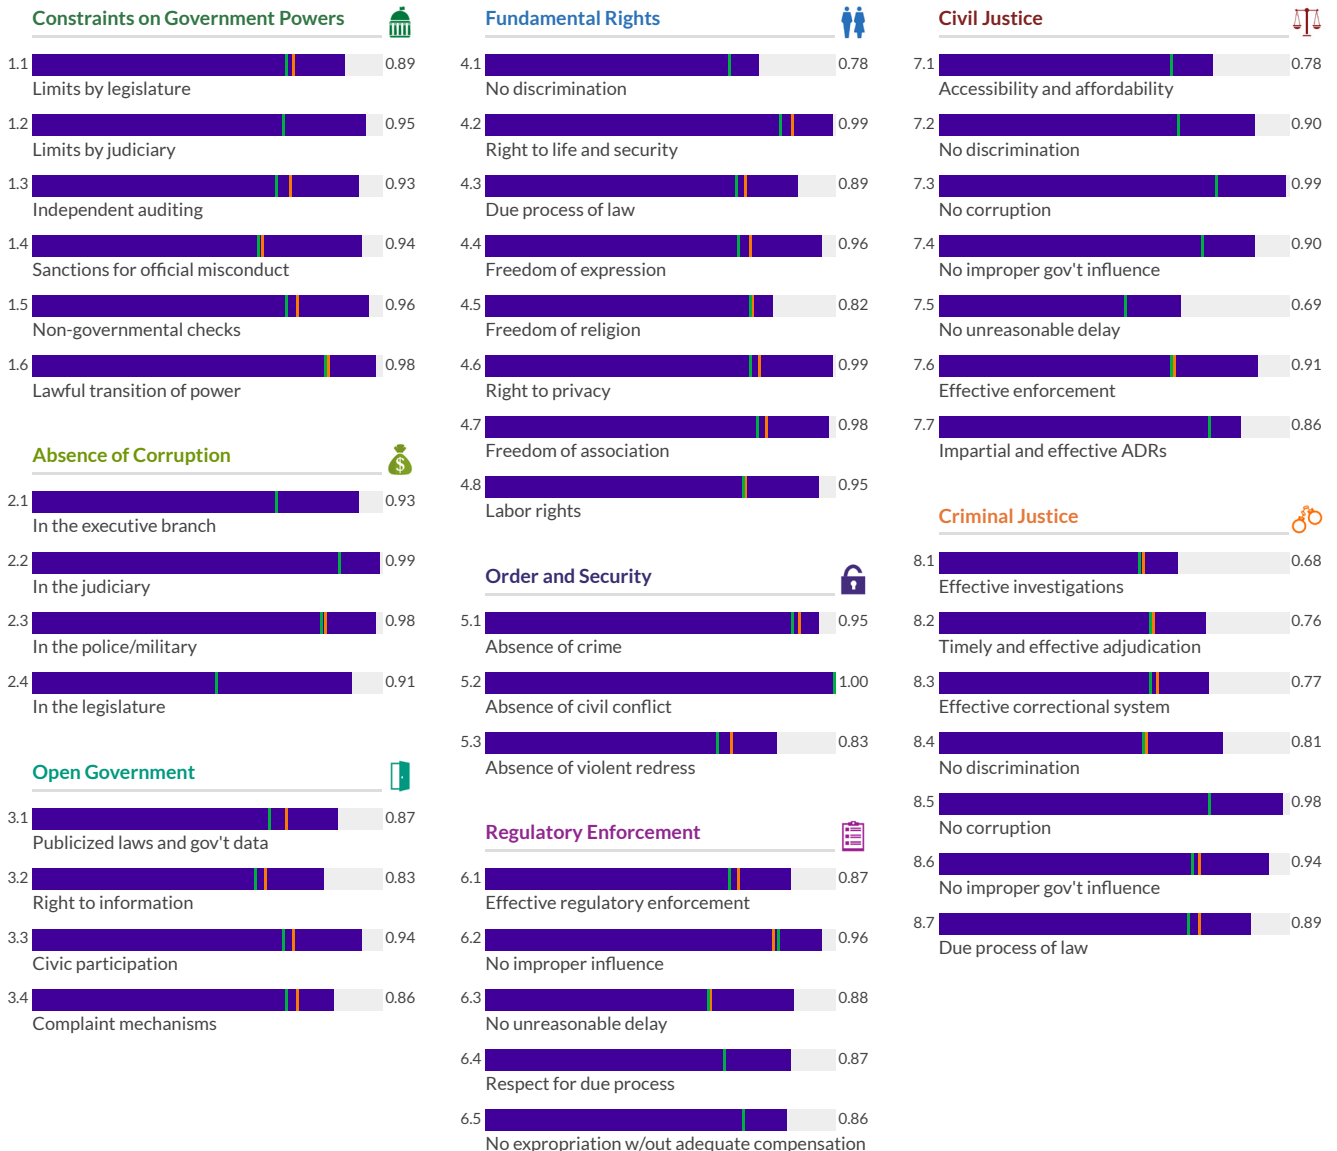 Constraints on Government Powers
1.1 0.89
Limits by legislature
1.2 0.95
Limits by judiciary
1.3 0.93
Independent auditing
1.4 0.94
Sanctions for official misconduct
1.5 0.96
Non-governmental checks
1.6 0.98
Lawful transition of power
Absence of Corruption
$
2.1 0.93
In the executive branch
2.2 0.99
In the judiciary
2.3 0.98
In the police/military
2.4 0.91
In the legislature
Open Government
3.1 0.87
Publicized laws and gov't data
3.2 0.83
Right to information
3.3 0.94
Civic participation
3.4 0.86
Complaint mechanisms
Fundamental Rights
4.1 0.78
No discrimination
4.2 0.99
Right to life and security
4.3 0.89
Due process of law
4.4 0.96
Freedom of expression
4.5 0.82
Freedom of religion
4.6 0.99
Right to privacy
4.7 0.98
Freedom of association
4.8 0.95
Labor rights
Order and Security
5.1 0.95
Absence of crime
5.2 1.00
Absence of civil conflict
5.3 0.83
Absence of violent redress
Regulatory Enforcement
6.1 0.87
Effective regulatory enforcement
6.2 0.96
No improper influence
6.3 0.88
No unreasonable delay
6.4 0.87
Respect for due process
6.5 0.86
No expropriation w/out adequate compensation
Civil Justice
7.1 0.78
Accessibility and affordability
7.2 0.90
No discrimination
7.3 0.99
No corruption
7.4 0.90
No improper gov't influence
7.5 0.69
No unreasonable delay
7.6 0.91
Effective enforcement
7.7 0.86
Impartial and effective ADRs
Criminal Justice
8.1 0.68
Effective investigations
8.2 0.76
Timely and effective adjudication
8.3 0.77
Effective correctional system
8.4 0.81
No discrimination
8.5 0.98
No corruption
8.6 0.94
No improper gov't influence
8.7 0.89
Due process of law